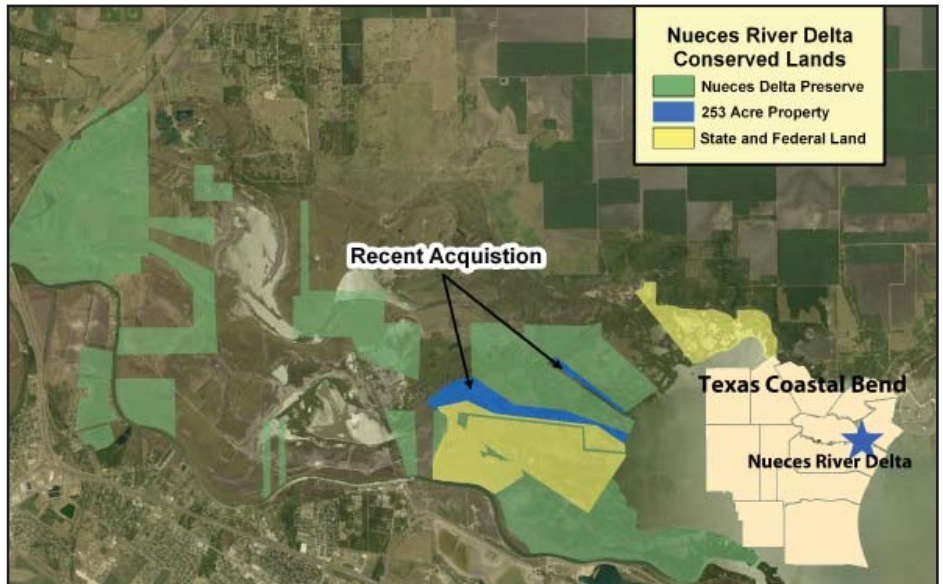 Nueces River Delta
Conserved Lands
Nueces Delta Preserve
253 Acre Property
State and Federal Land
Recent Acquistion
Texas Coastal Bend
Nueces River Delta